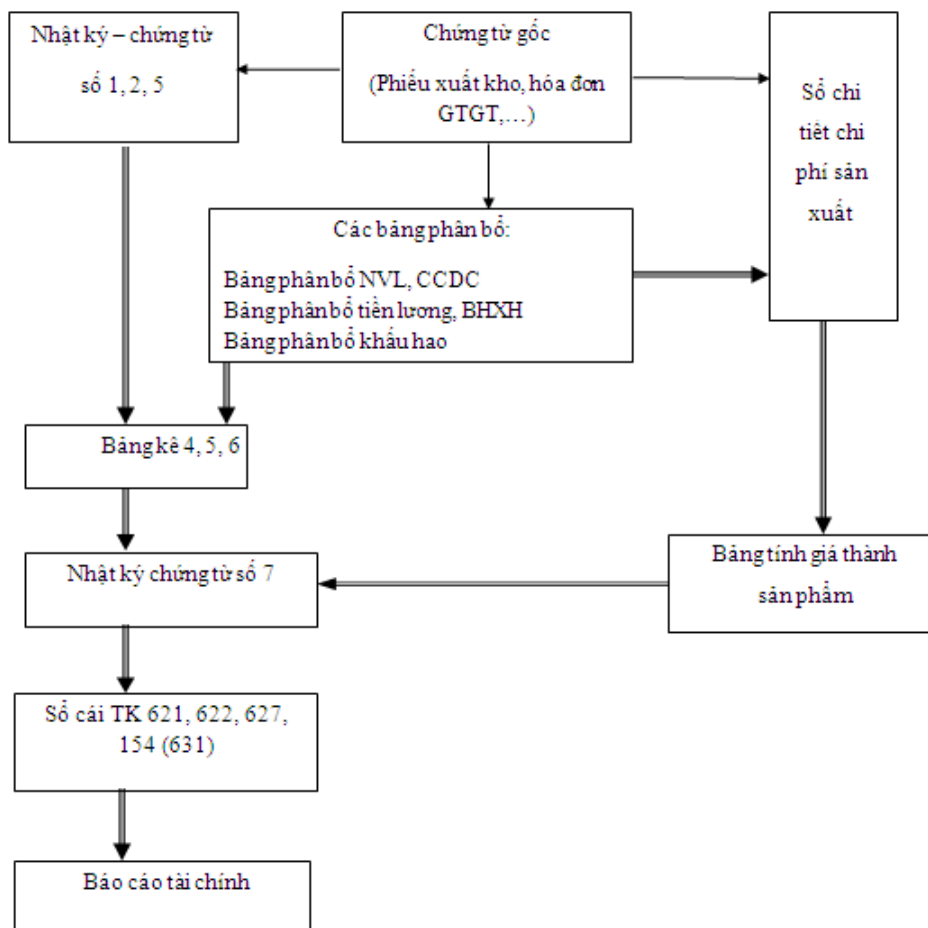 Nhật ký – chứng từ
số 1, 2, 5
Chứng từ gốc
(Phiếu xuất kho, hóa đơn
GTGT,…)
Sổ chi
tiết chi
phí sản
xuất
Các bảng phân bổ:
Bảng phân bổ NVL, CCDC
Bảng phân bổ tiền lương, BHXH
Bảng phân bổ khấu hao
Bảng kê 4, 5, 6
Nhật ký chứng từ số 7
Bảng tính giá thành
sản phẩm
Sổ cái TK 621, 622, 627,
154 (631)
Báo cáo tài chính